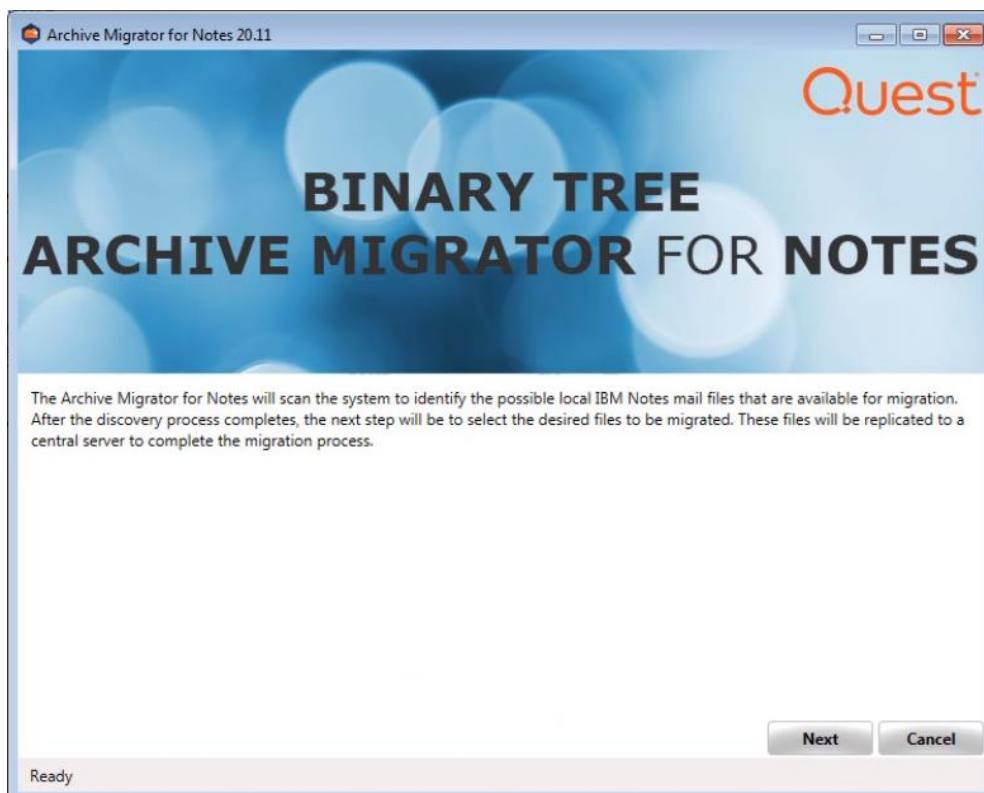 Archive Migrator for Notes 20.11
Quest
BINARY TREE
ARCHIVE MIGRATOR FOR NOTES
The Archive Migrator for Notes will scan the system to identify the possible local IBM Notes mail files that are available for migration.
After the discovery process completes, the next step will be to select the desired files to be migrated. These files will be replicated to a
central server to complete the migration process.
Next Cancel
Ready